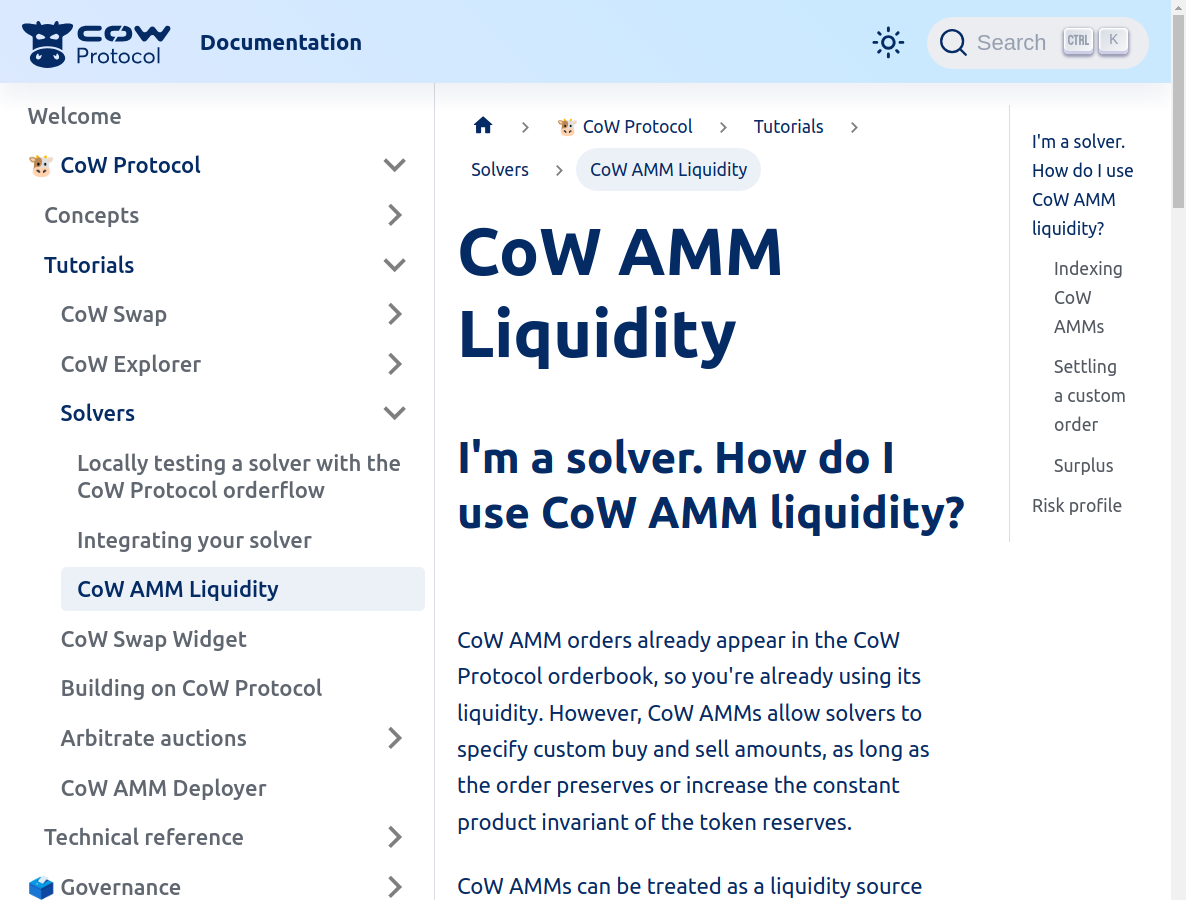 COW
Protocol
Documentation
Search
CTRL
K
Welcome
CoW Protocol
Concepts
Tutorials
CoW Swap
CoW Explorer
Solvers
Locally testing a solver with the
CoW Protocol orderflow
Integrating your solver
CoW AMM Liquidity
CoW Swap Widget
Building on CoW Protocol
Arbitrate auctions
CoW AMM Deployer
Technical reference
Governance
CoW Protocol
Tutorials
Solvers
CoW AMM Liquidity
CoW AMM
Liquidity
I'm a solver. How do I
use CoW AMM liquidity?
CoW AMM orders already appear in the CoW
Protocol orderbook, so you're already using its
liquidity. However, CoW AMMs allow solvers to
specify custom buy and sell amounts, as long as
the order preserves or increase the constant
product invariant of the token reserves.
CoW AMMs can be treated as a liquidity source
I'm a solver.
How do I use
CoW AMM
liquidity?
Indexing
CoW
AMMs
Settling
a custom
order
Surplus
Risk profile